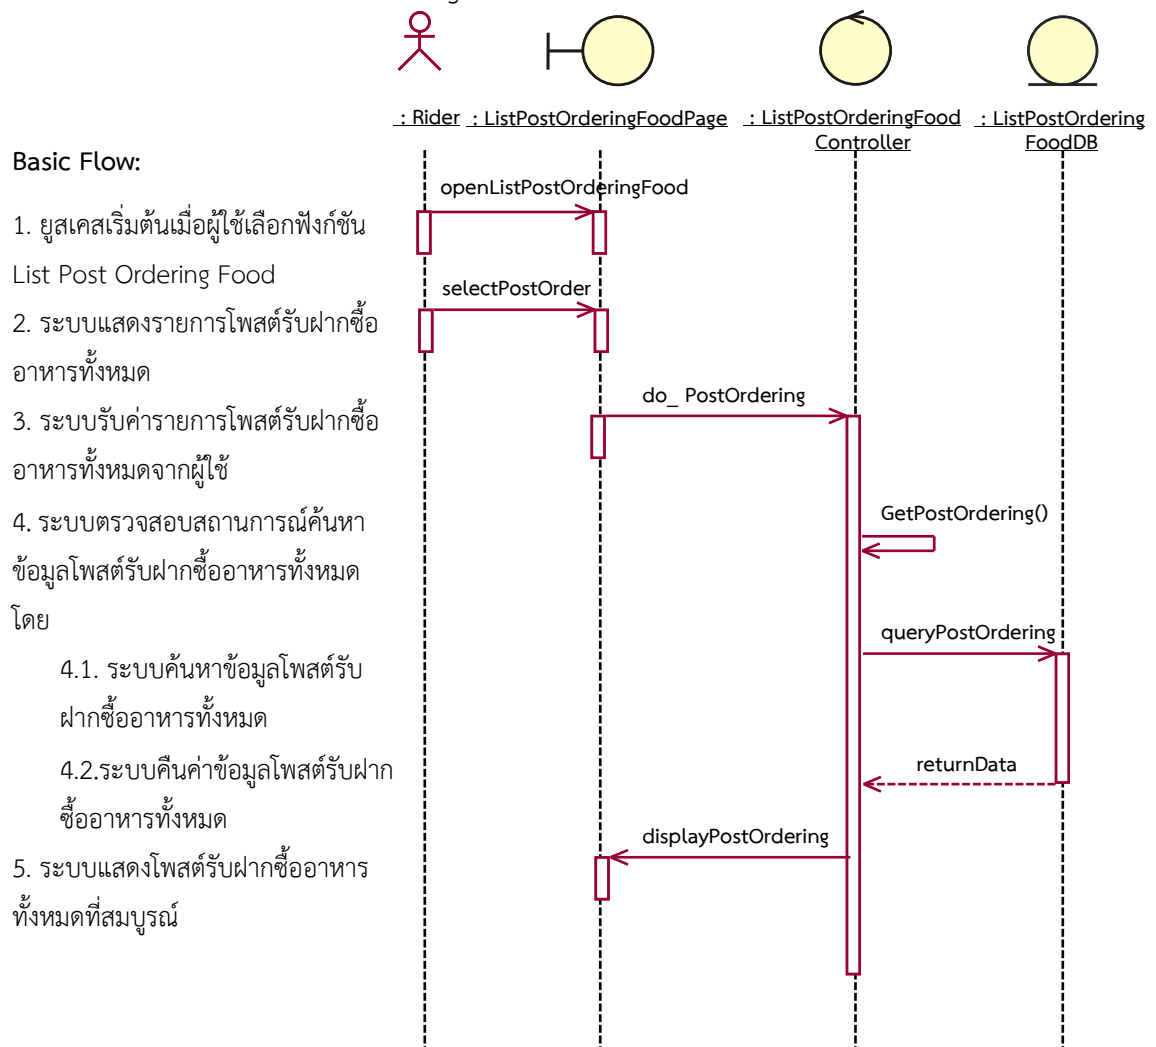 : Rider
: ListPostOrderingFoodPage
: ListPostOrderingFood
Controller
: ListPostOrdering
FoodDB
Basic Flow:
1. ยูสเคสเริ่มต้นเมื่อผู้ใช้เลือกฟังก์ชัน
List Post Ordering Food
2. ระบบแสดงรายการโพสต์รับฝากซื้อ
อาหารทั้งหมด
3. ระบบรับค่ารายการโพสต์รับฝากซื้อ
อาหารทั้งหมดจากผู้ใช้
4. ระบบตรวจสอบสถานการณ์ค้นหา
ข้อมูลโพสต์รับฝากซื้ออาหารทั้งหมด
โดย
4.1. ระบบค้นหาข้อมูลโพสต์รับ
ฝากซื้ออาหารทั้งหมด
4.2.ระบบคืนค่าข้อมูลโพสต์รับฝาก
ซื้ออาหารทั้งหมด
5. ระบบแสดงโพสต์รับฝากซื้ออาหาร
ทั้งหมดที่สมบูรณ์
openListPostOrderingFood
selectPostOrder
do_ PostOrdering
GetPostOrdering()
queryPostOrdering
returnData
displayPostOrdering